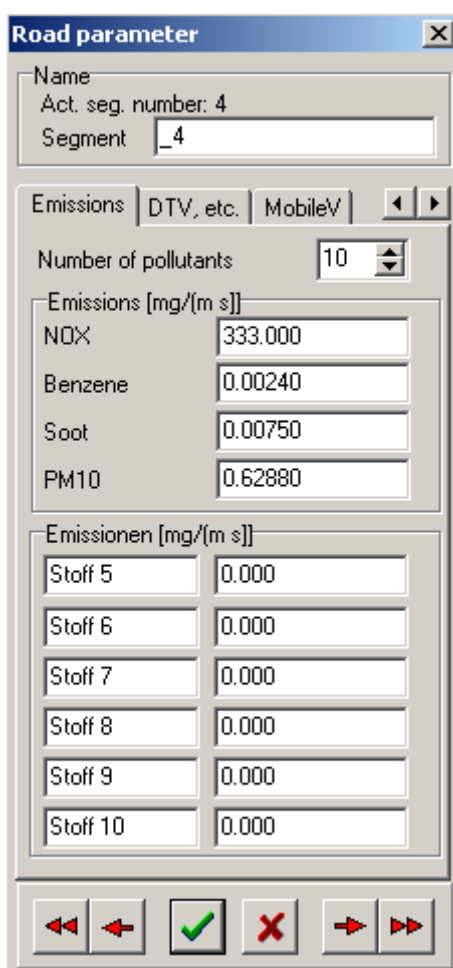 Road parameter
Name
Act. seg. number: 4
Segment _4
Emissions DTV, etc. MobileV
Number of pollutants 10
Emissions [mg/(m s)]
NOX 333.000
Benzene 0.00240
Soot 0.00750
PM10 0.62880
Emissionen [mg/(m s)]
Stoff 5 0.000
Stoff 6 0.000
Stoff 7 0.000
Stoff 8 0.000
Stoff 9 0.000
Stoff 10 0.000